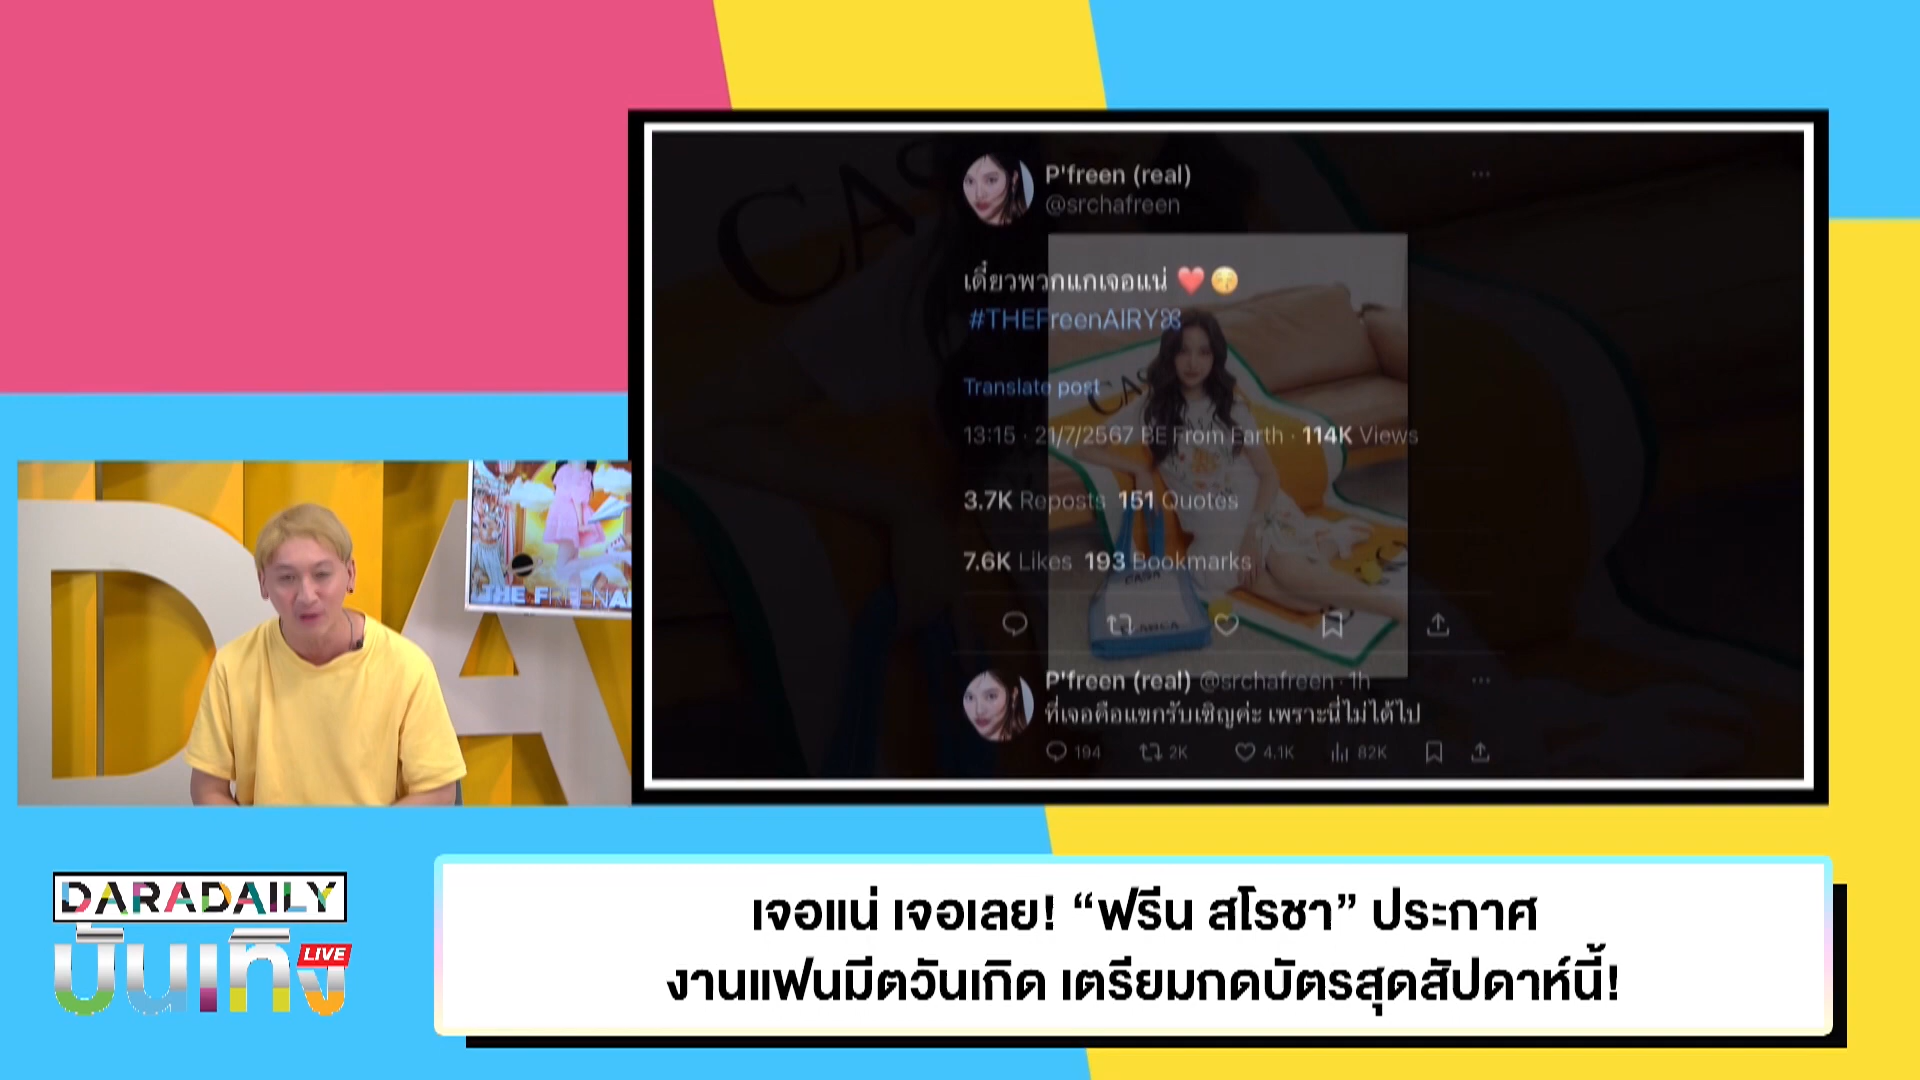 P'freen (real)
@srchafreen
เดี๋ยวพวกแกเจอแน่ ❤️😚
#THEFreenAIRY
Translate post
13:15 · 21/7/2567 BE From Earth · 114K Views
3.7K Reposts 151 Quotes
7.6K Likes 193 Bookmarks
P'freen (real) @srchafreen · 1h
ที่เจอคือแขกรับเชิญค่ะ เพราะนี่ไม่ได้ไป
194 2K 4.1K 82K
CASA
CASA
DA
THE FREENAI
DARADAILY
บันเทิง LIVE
เจอแน่ เจอเลย! “ฟรีน สโรชา” ประกาศ
งานแฟนมีตวันเกิด เตรียมกดบัตรสุดสัปดาห์นี้!